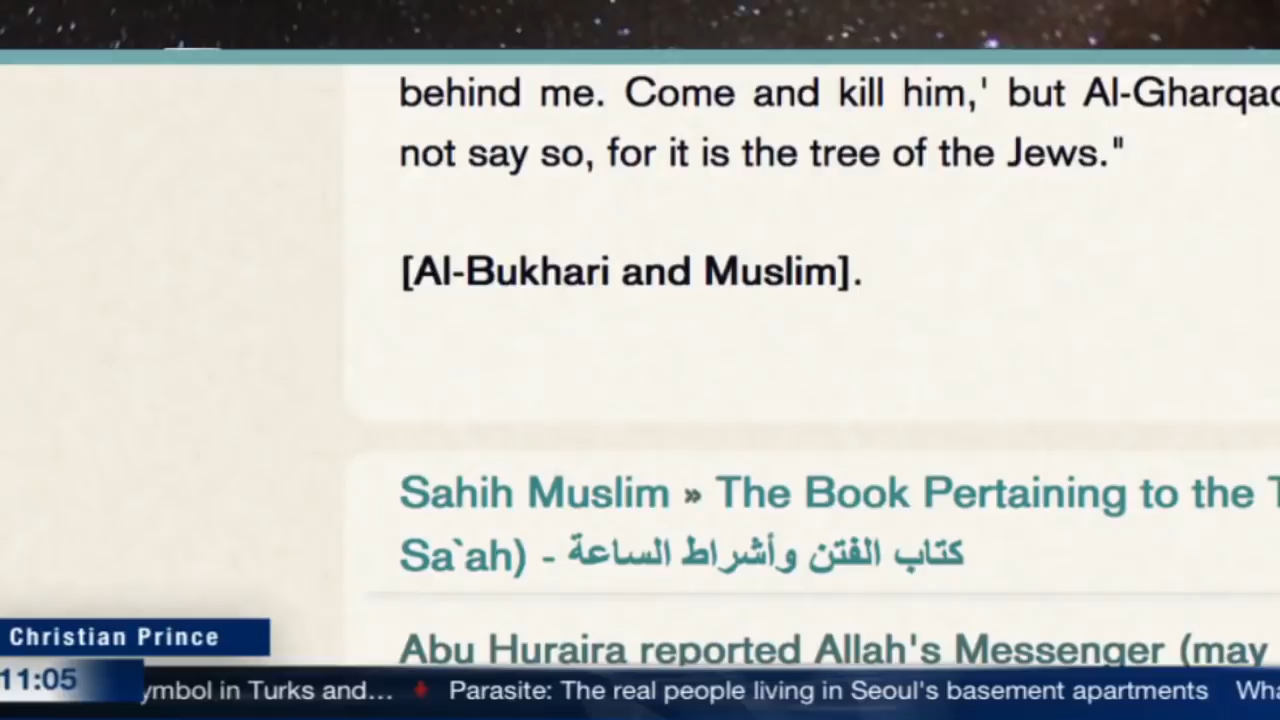 behind me. Come and kill him,' but Al-Gharqad
not say so, for it is the tree of the Jews."
[Al-Bukhari and Muslim].
Sahih Muslim » The Book Pertaining to the
Sa`ah) - كتاب الفتن وأشراط الساعة
Abu Huraira reported Allah's Messenger (may
Christian Prince
11:05
ymbol in Turks and... Parasite: The real people living in Seoul's basement apartments Wha